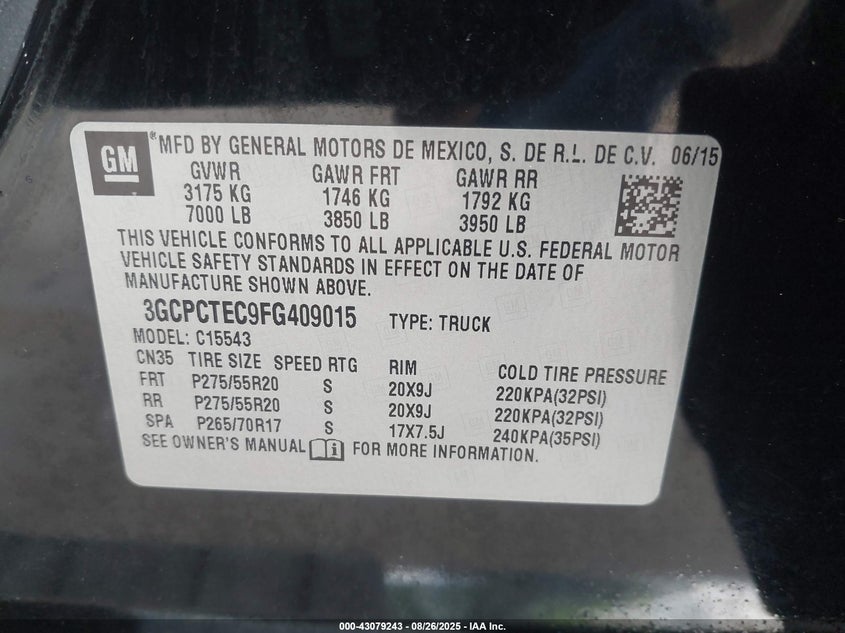 GM
®MFD BY GENERAL MOTORS DE MEXICO, S. DE R.L. DE C.V. 06/15
GVWR GAWR FRT GAWR RR
3175 KG 1746 KG 1792 KG
7000 LB 3850 LB 3950 LB
THIS VEHICLE CONFORMS TO ALL APPLICABLE U.S. FEDERAL MOTOR
VEHICLE SAFETY STANDARDS IN EFFECT ON THE DATE OF
MANUFACTURE SHOWN ABOVE.
3GCPCTEC9FG409015 TYPE: TRUCK
MODEL: C15543
CN35 TIRE SIZE SPEED RTG RIM COLD TIRE PRESSURE
FRT P275/55R20 S 20X9J 220KPA(32PSI)
RR P275/55R20 S 20X9J 220KPA(32PSI)
SPA P265/70R17 S 17X7.5J 240KPA(35PSI)
SEE OWNER'S MANUAL i FOR MORE INFORMATION.
000-43079243 - 08/26/2025 - IAA Inc.